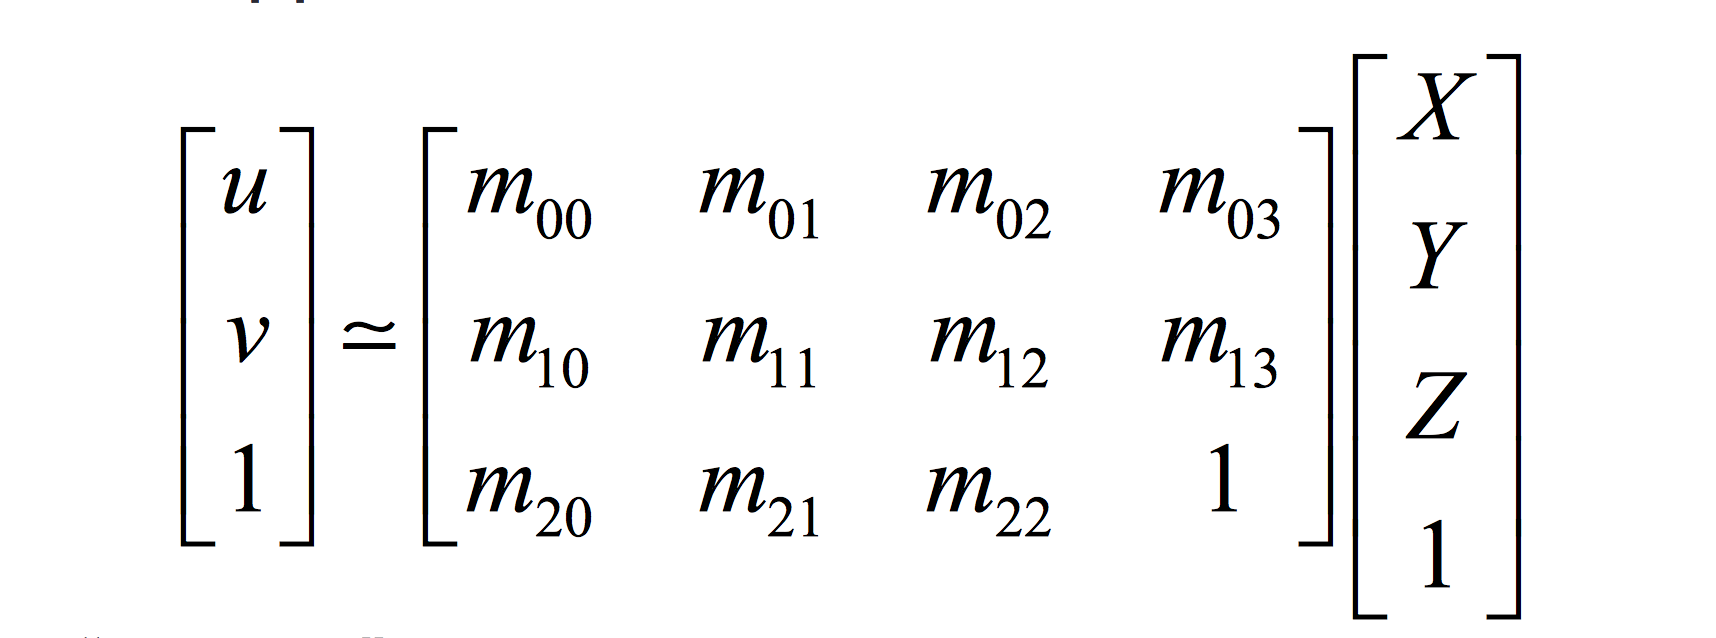 [u v 1] ≃ [m00 m01 m02 m03
m10 m11 m12 m13
m20 m21 m22 1] [X Y Z 1]